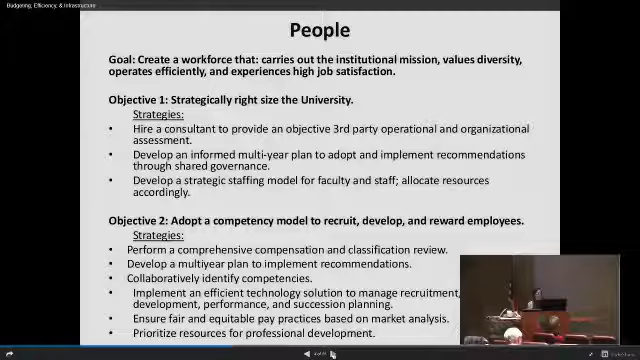 Budgeting, Efficiency, & Infrastructure
People
Goal: Create a workforce that: carries out the institutional mission, values diversity,
operates efficiently, and experiences high job satisfaction.
Objective 1: Strategically right size the University.
Strategies:
• Hire a consultant to provide an objective 3rd party operational and organizational
assessment.
• Develop an informed multi-year plan to adopt and implement recommendations
through shared governance.
• Develop a strategic staffing model for faculty and staff; allocate resources
accordingly.
Objective 2: Adopt a competency model to recruit, develop, and reward employees.
Strategies:
• Perform a comprehensive compensation and classification review.
• Develop a multiyear plan to implement recommendations.
• Collaboratively identify competencies.
• Implement an efficient technology solution to manage recruitment,
development, performance, and succession planning.
• Ensure fair and equitable pay practices based on market analysis.
• Prioritize resources for professional development.